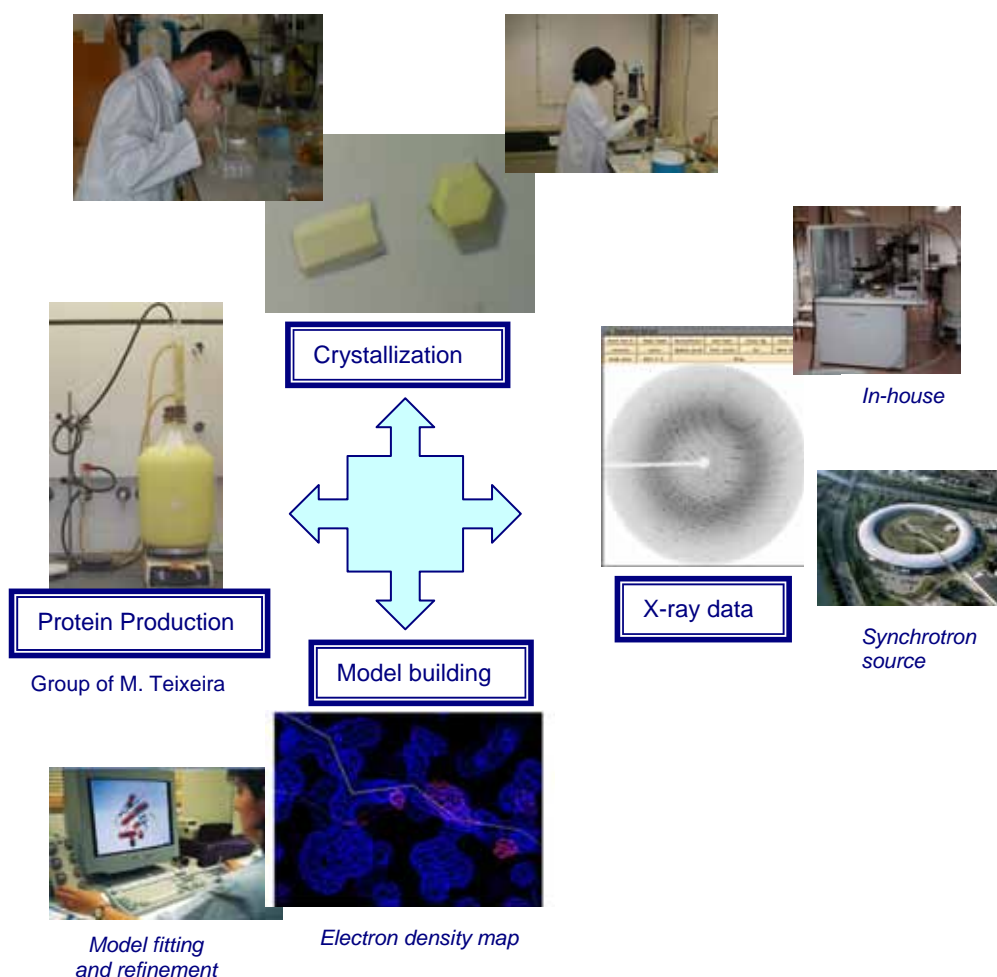 Crystallization
In-house
Protein Production
X-ray data
Group of M. Teixeira
Model building
Synchrotron
source
Electron density map
Model fitting
and refinement